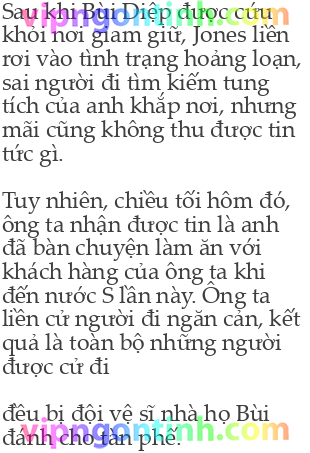 Sau khi Bùi Diệp được cứu
khỏi nơi giam giữ, Jones liền
rơi vào tình trạng hoảng loạn,
sai người đi tìm kiếm tung
tích của anh khắp nơi, nhưng
mãi cũng không thu được tin
tức gì.
Tuy nhiên, chiều tối hôm đó,
ông ta nhận được tin là anh
đã bàn chuyện làm ăn với
khách hàng của ông ta khi
đến nước S lần này. Ông ta
liền cử người đi ngăn cản, kết
quả là toàn bộ những người
được cử đi
đều bị đội vệ sĩ nhà họ Bùi
đánh cho tàn phế.
vipngontinh.com
vipngontinh.com